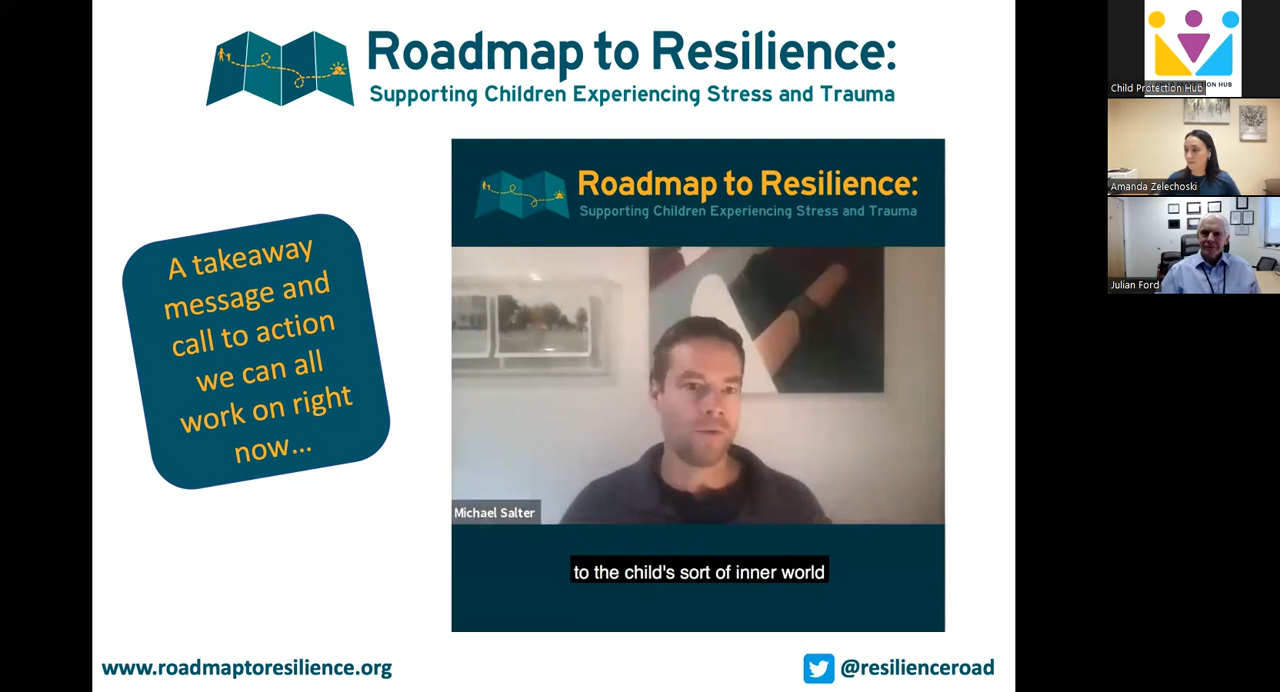 Roadmap to Resilience:
Supporting Children Experiencing Stress and Trauma
A takeaway
message and
call to action
we can all
work on right
now...
Roadmap to Resilience:
Supporting Children Experiencing Stress and Trauma
Michael Salter
to the child's sort of inner world
www.roadmaptoresilience.org
@resilienceroad
Child Protection Hub
Amanda Zelechoski
Julian Ford